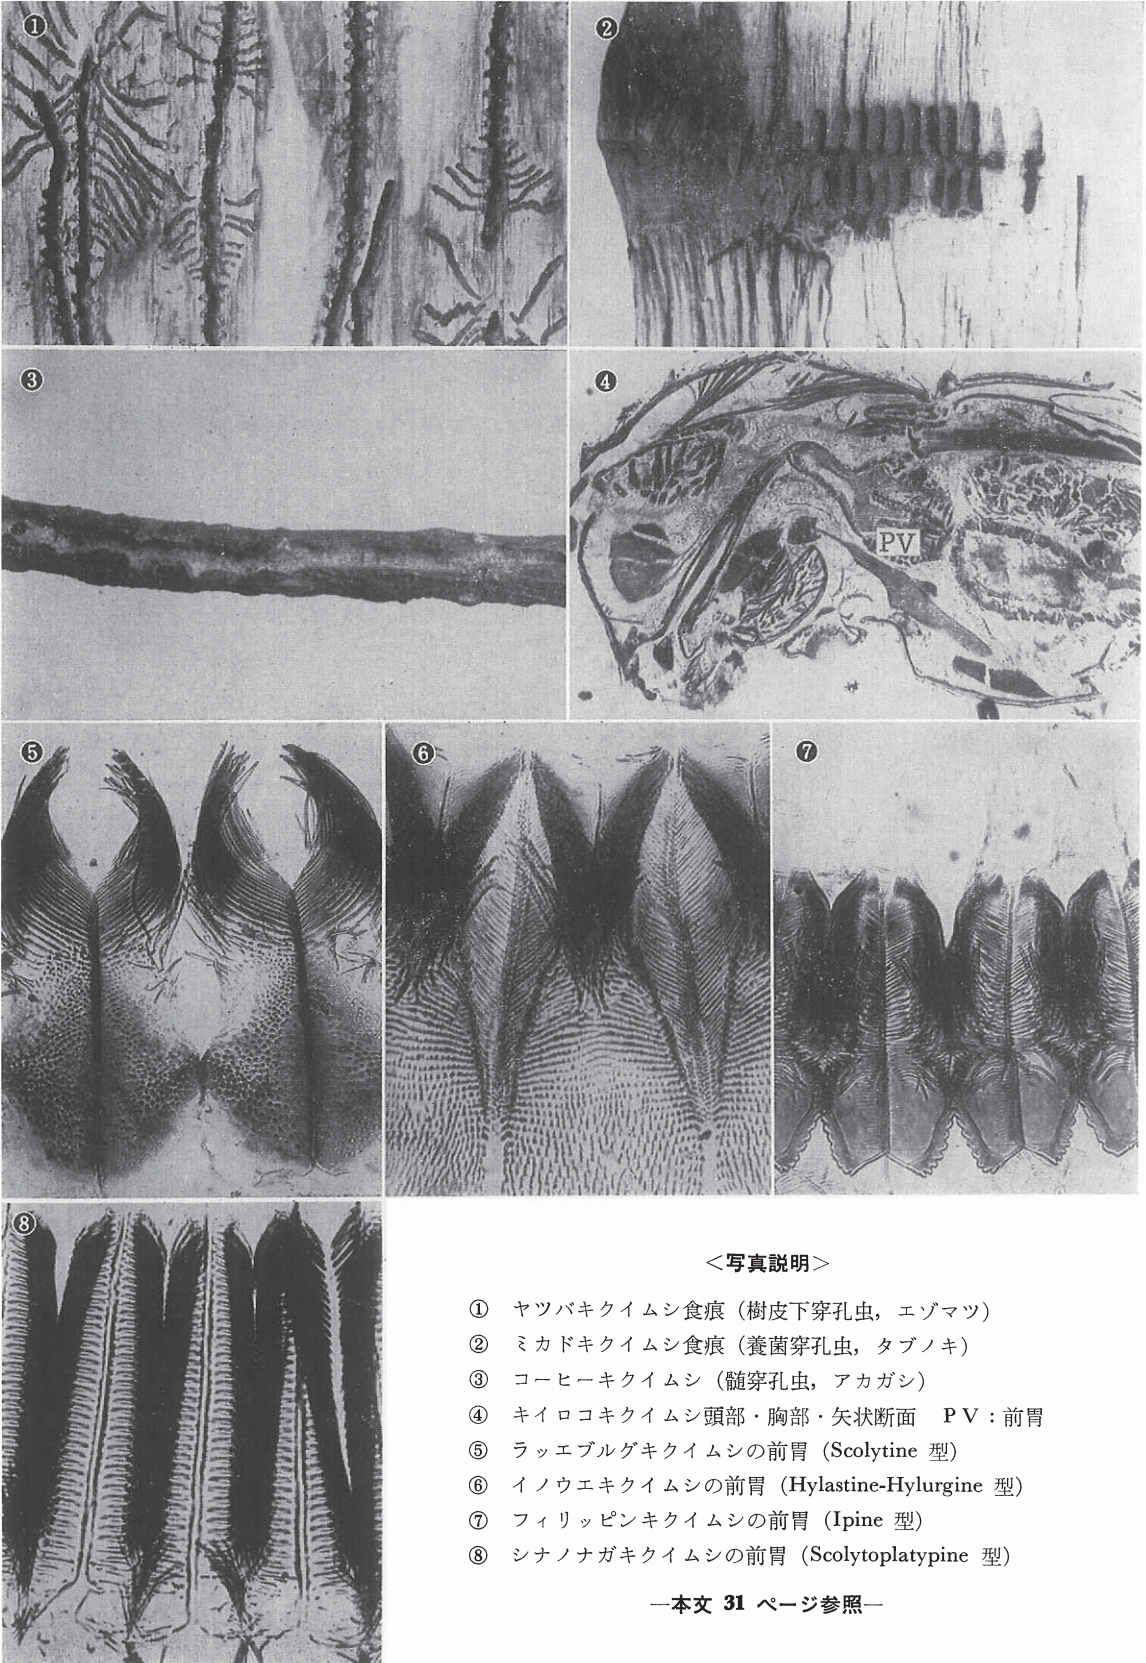 ①
②
③
④
PV
⑤
⑥
⑦
⑧
<写真説明>
① ヤツバキクイムシ食痕（樹皮下穿孔虫，エゾマツ）
② ミカドキクイムシ食痕（養菌穿孔虫，タブノキ）
③ コーヒーキクイムシ（髄穿孔虫，アカガシ）
④ キイロコキクイムシ頭部・胸部・矢状断面　PV：前胃
⑤ ラッエブルグキクイムシの前胃（Scolytine 型）
⑥ イノウエキクイムシの前胃（Hylastine-Hylurgine 型）
⑦ フィリッピンキクイムシの前胃（Ipine 型）
⑧ シナノナガキクイムシの前胃（Scolytoplatypine 型）
—本文 31 ページ参照—